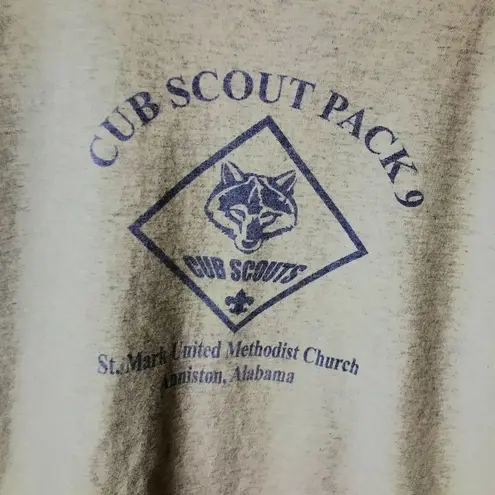 CUB SCOUT PACK 9
CUB SCOUTS
St. Mark United Methodist Church
Anniston, Alabama